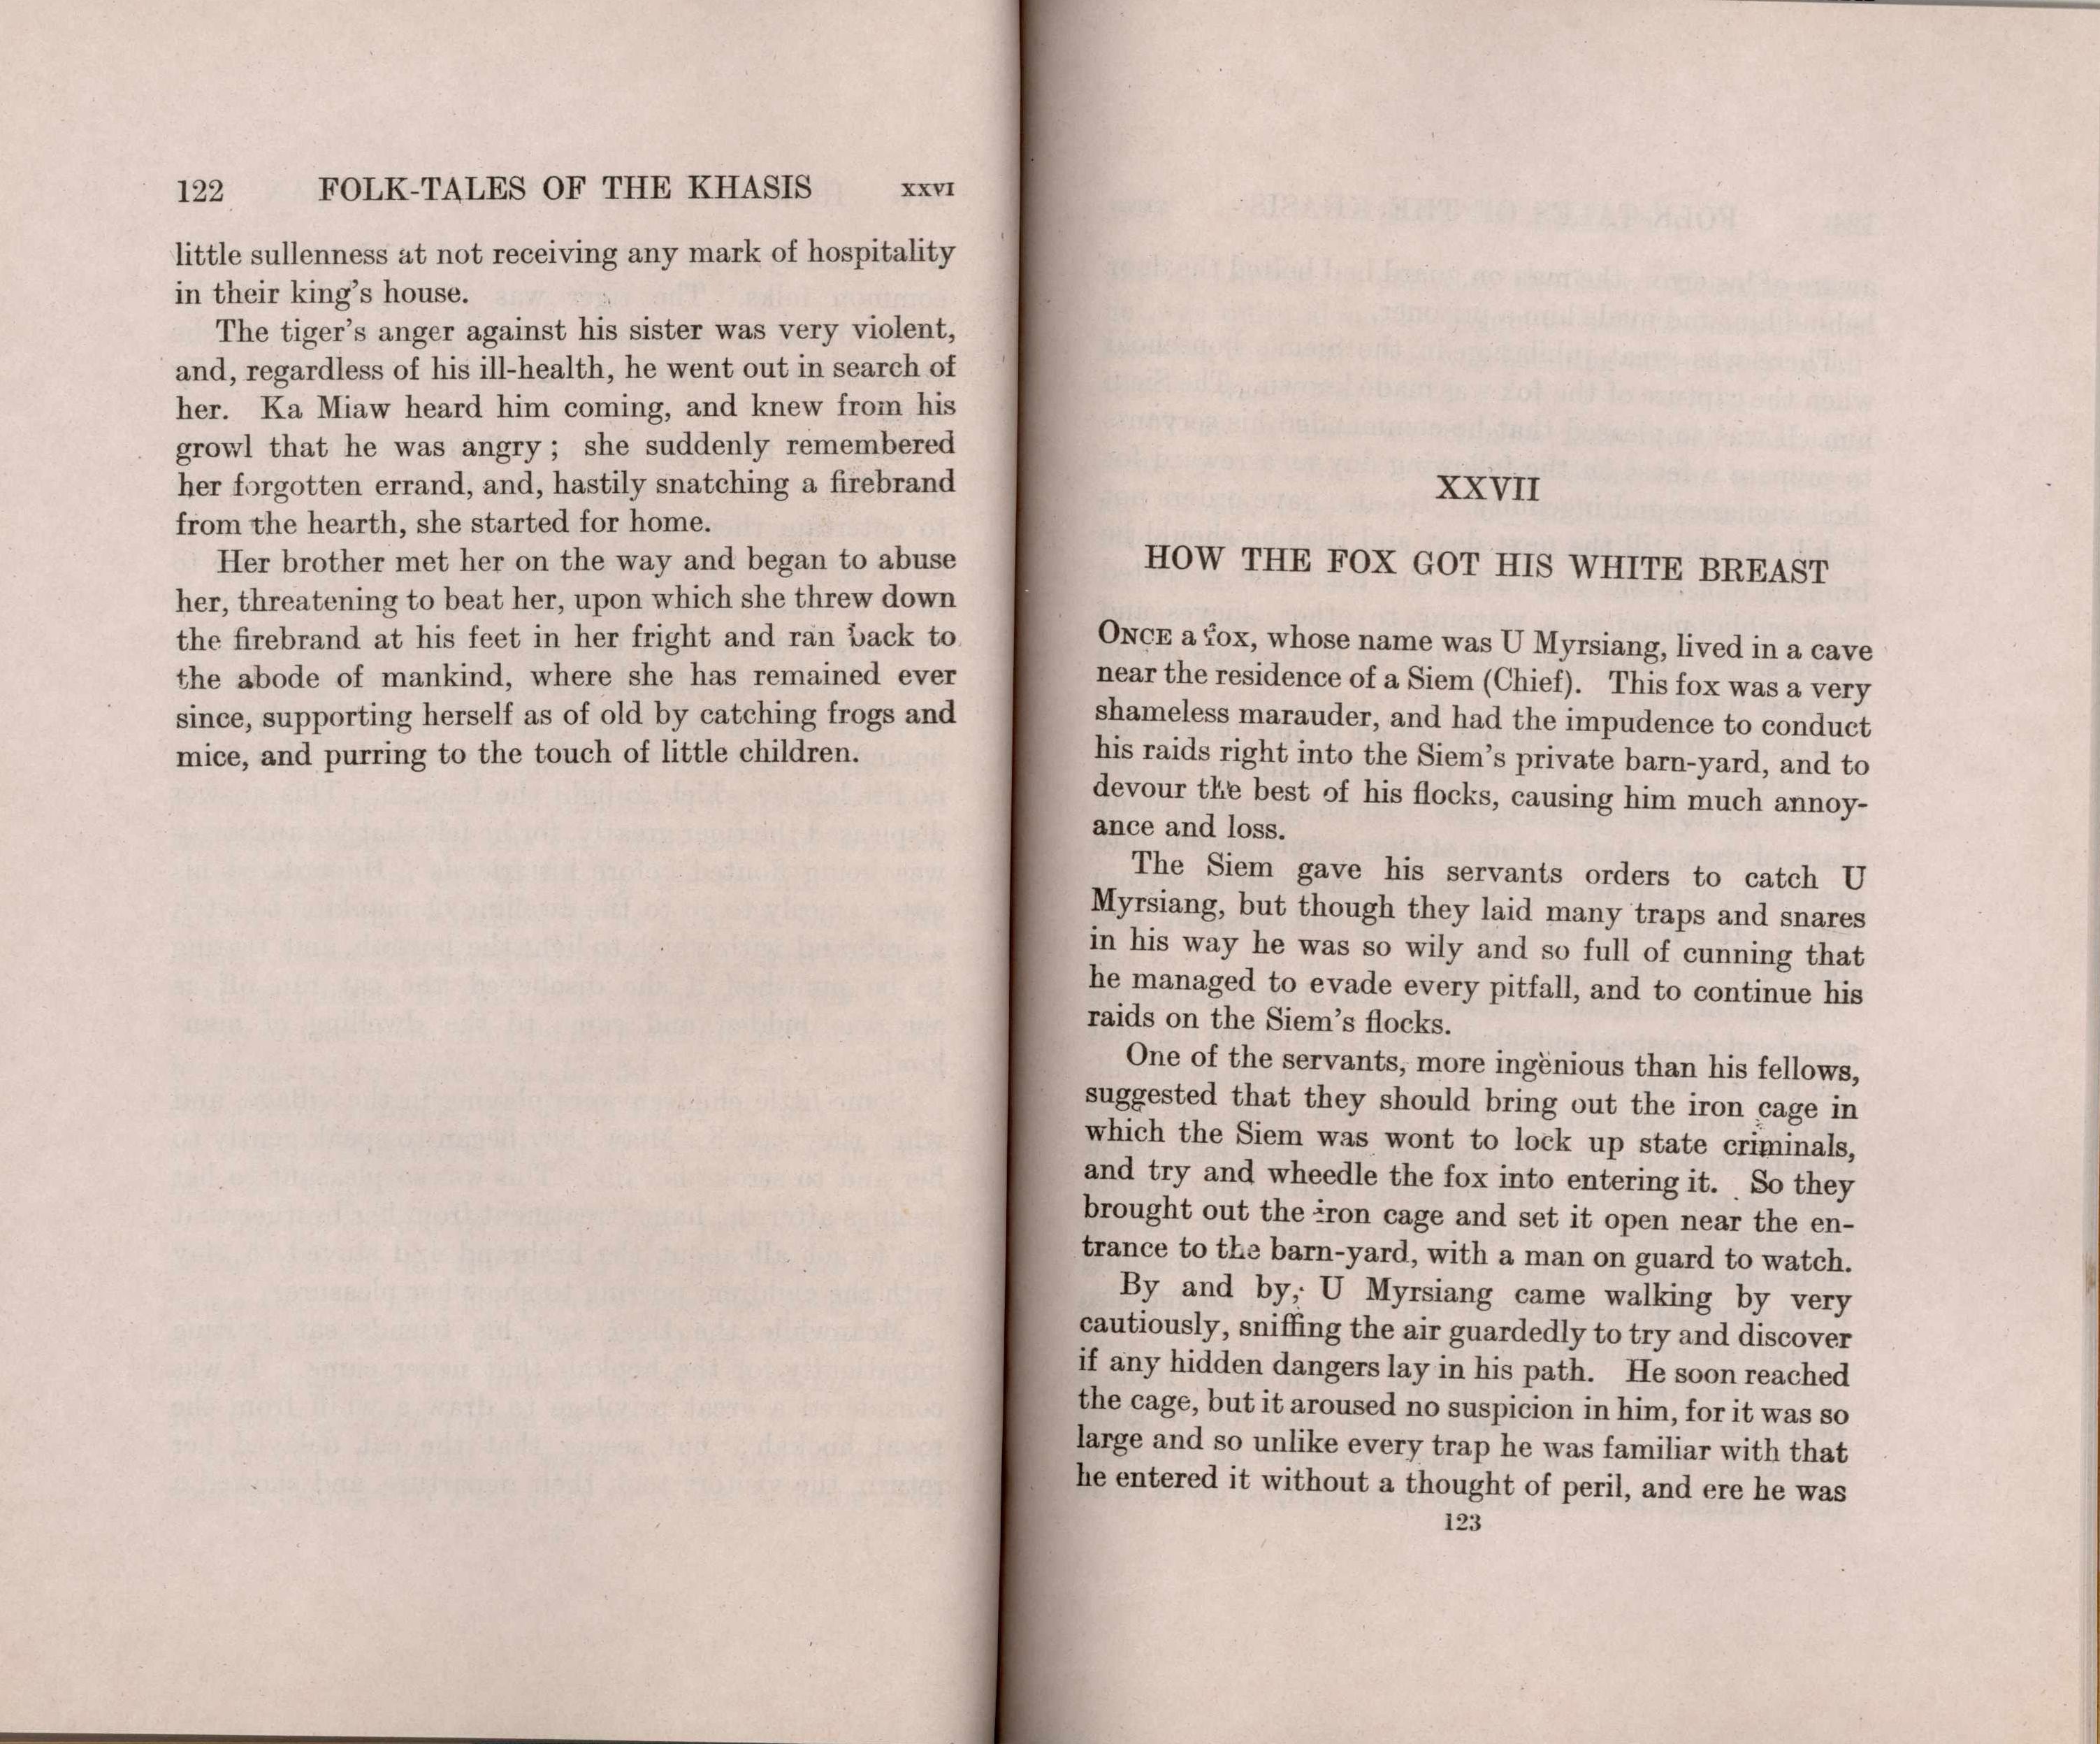 122 FOLK-TALES OF THE KHASIS XXVI
little sullenness at not receiving any mark of hospitality
in their king's house.
The tiger's anger against his sister was very violent,
and, regardless of his ill-health, he went out in search of
her. Ka Miaw heard him coming, and knew from his
growl that he was angry ; she suddenly remembered
her forgotten errand, and, hastily snatching a firebrand
from the hearth, she started for home.
Her brother met her on the way and began to abuse
her, threatening to beat her, upon which she threw down
the firebrand at his feet in her fright and ran back to
the abode of mankind, where she has remained ever
since, supporting herself as of old by catching frogs and
mice, and purring to the touch of little children.
XXVII
HOW THE FOX GOT HIS WHITE BREAST
ONCE a fox, whose name was U Myrsiang, lived in a cave
near the residence of a Siem (Chief). This fox was a very
shameless marauder, and had the impudence to conduct
his raids right into the Siem's private barn-yard, and to
devour the best of his flocks, causing him much annoy-
ance and loss.
The Siem gave his servants orders to catch U
Myrsiang, but though they laid many traps and snares
in his way he was so wily and so full of cunning that
he managed to evade every pitfall, and to continue his
raids on the Siem's flocks.
One of the servants, more ingenious than his fellows,
suggested that they should bring out the iron cage in
which the Siem was wont to lock up state criminals,
and try and wheedle the fox into entering it. So they
brought out the iron cage and set it open near the en-
trance to the barn-yard, with a man on guard to watch.
By and by, U Myrsiang came walking by very
cautiously, sniffing the air guardedly to try and discover
if any hidden dangers lay in his path. He soon reached
the cage, but it aroused no suspicion in him, for it was so
large and so unlike every trap he was familiar with that
he entered it without a thought of peril, and ere he was
123